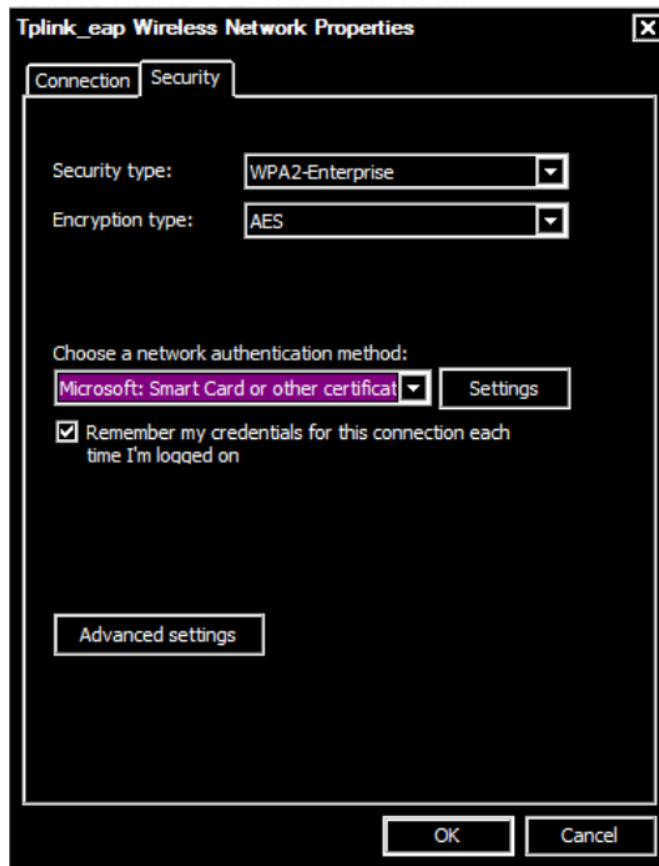 Tplink_eap Wireless Network Properties
Connection
Security
Security type:
WPA2-Enterprise
Encryption type:
AES
Choose a network authentication method:
Microsoft: Smart Card or other certificat
Settings
Remember my credentials for this connection each
time I'm logged on
Advanced settings
OK
Cancel